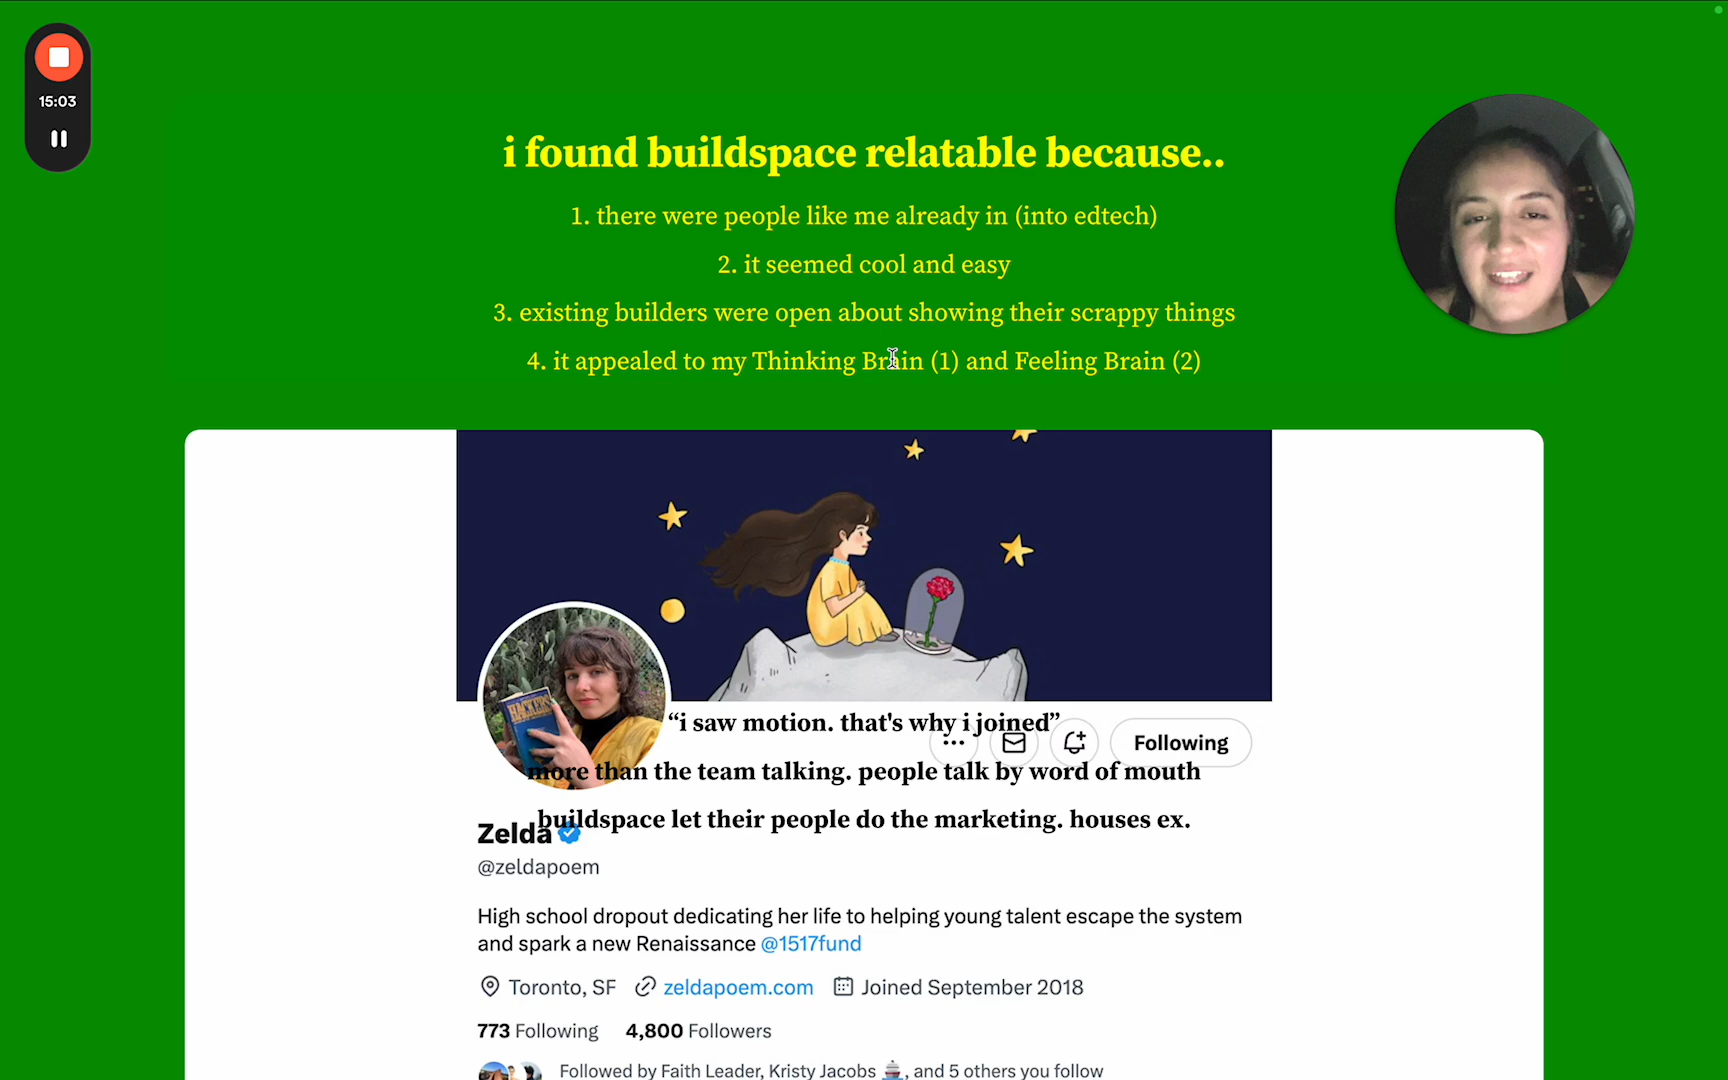 15:03
i found buildspace relatable because..
1. there were people like me already in (into edtech)
2. it seemed cool and easy
3. existing builders were open about showing their scrappy things
4. it appealed to my Thinking Brain (1) and Feeling Brain (2)
HACKERS
“i saw motion. that's why i joined”
Following
more than the team talking. people talk by word of mouth
buildspace let their people do the marketing. houses ex.
Zelda
@zeldapoem
High school dropout dedicating her life to helping young talent escape the system
and spark a new Renaissance @1517fund
Toronto, SF zeldapoem.com Joined September 2018
773 Following 4,800 Followers
Followed by Faith Leader, Kristy Jacobs 🚢, and 5 others you follow